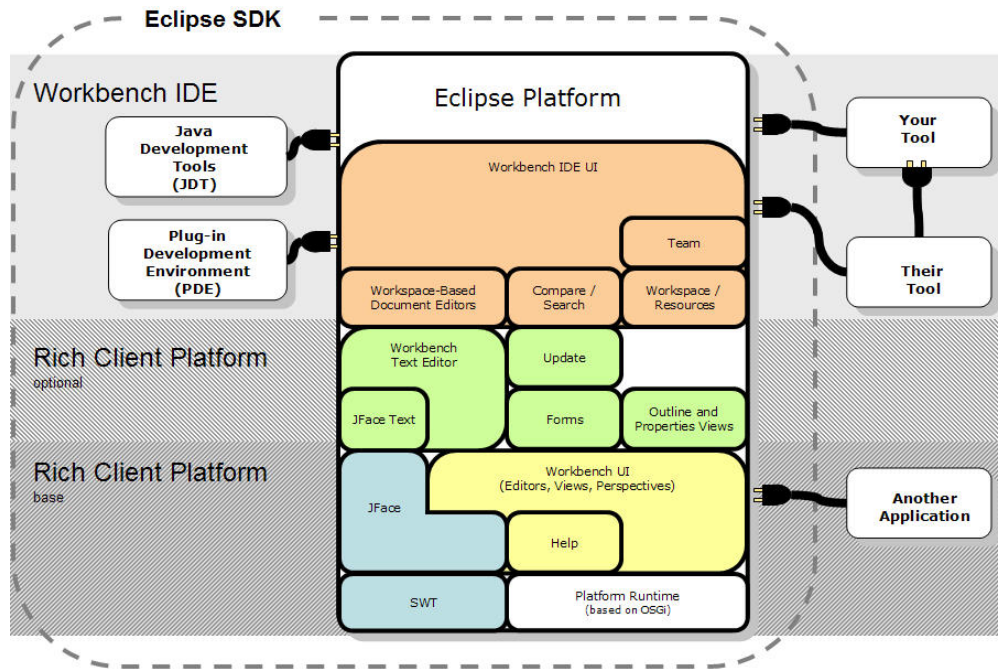 Eclipse SDK
Workbench IDE
Eclipse Platform
Java
Development
Tools
(JDT)
Your
Tool
Workbench IDE UI
Plug-in
Development
Environment
(PDE)
Team
Their
Tool
Workspace-Based
Document Editors
Compare /
Search
Workspace /
Resources
Rich Client Platform
optional
Workbench
Text Editor
Update
JFace Text
Forms
Outline and
Properties Views
Rich Client Platform
base
JFace
Workbench UI
(Editors, Views, Perspectives)
Another
Application
Help
SWT
Platform Runtime
(based on OSGi)